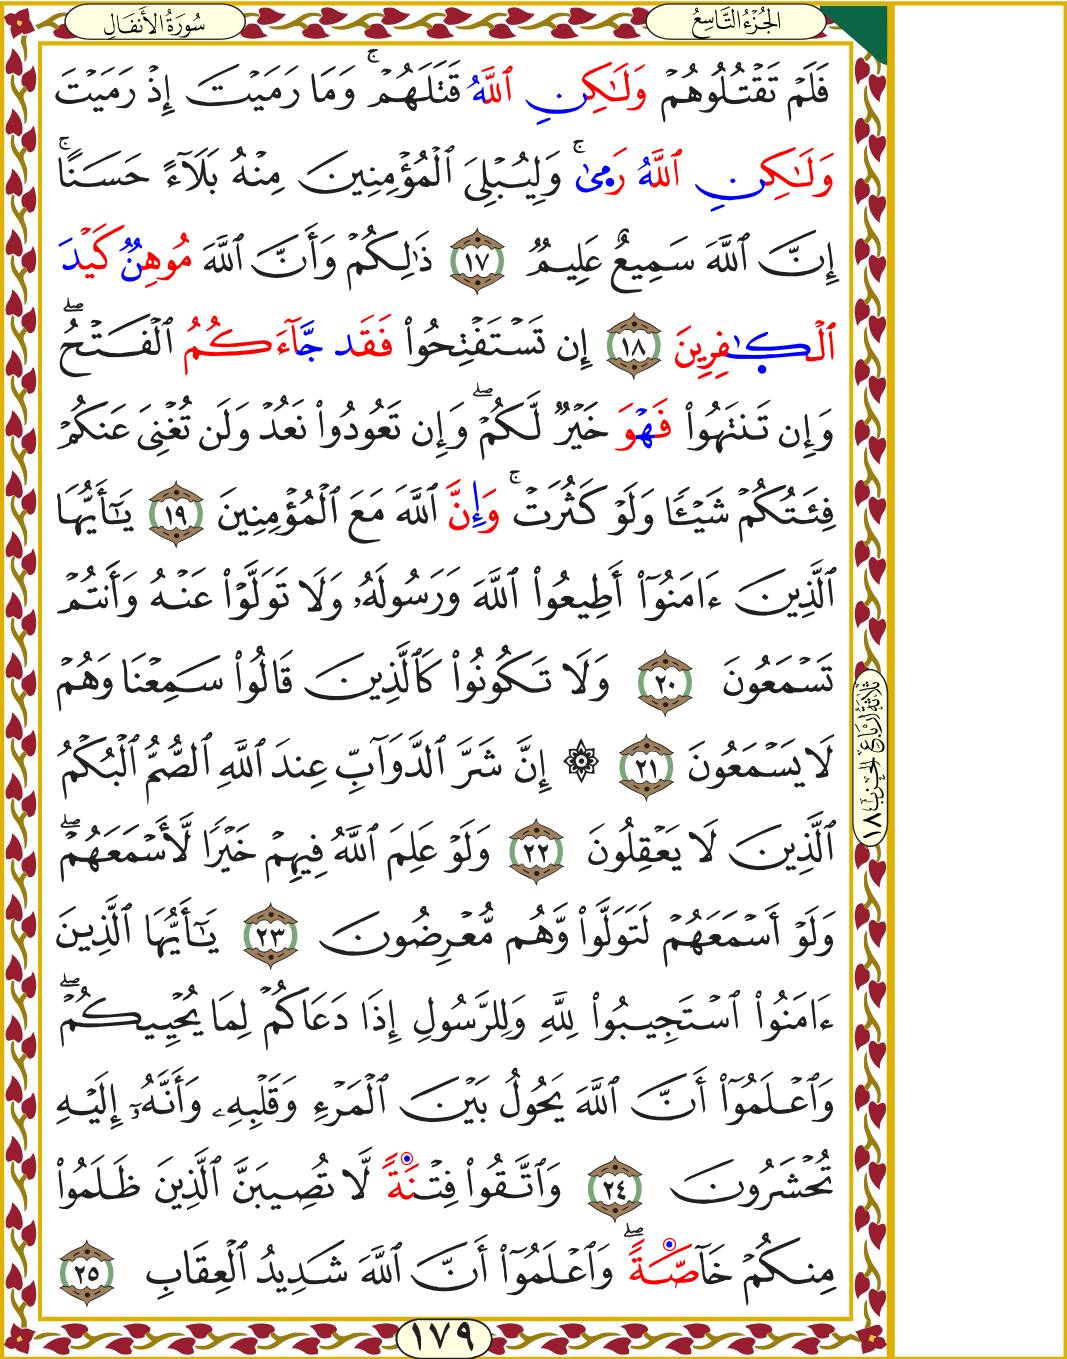 سُورَةُ الأَنفَالِ
الجُزْءُ التَّاسِعُ
فَلَمْ تَقْتُلُوهُمْ وَلَٰكِنِ ٱللَّهُ قَتَلَهُمْ ۚ وَمَا رَمَيْتَ إِذْ رَمَيْتَ
وَلَٰكِنِ ٱللَّهُ رَمَىٰ ۚ وَلِيُبْلِىَ ٱلْمُؤْمِنِينَ مِنْهُ بَلَآءً حَسَنًا ۚ
إِنَّ ٱللَّهَ سَمِيعٌ عَلِيمٌ ١٧ ذَٰلِكُمْ وَأَنَّ ٱللَّهَ مُوهِنٌ كَيْدَ
ٱلْكَٰفِرِينَ ١٨ إِن تَسْتَفْتِحُوا۟ فَقَد جَّآءَكُمُ ٱلْفَتْحُ ۖ
وَإِن تَنتَهُوا۟ فَهْوَ خَيْرٌ لَّكُمْ ۖ وَإِن تَعُودُوا۟ نَعُدْ وَلَن تُغْنِىَ عَنكُمْ
فِئَتُكُمْ شَيْـًٔا وَلَوْ كَثُرَتْ ۚ وَإِنَّ ٱللَّهَ مَعَ ٱلْمُؤْمِنِينَ ١٩ يَٰٓأَيُّهَا
ٱلَّذِينَ ءَامَنُوٓا۟ أَطِيعُوا۟ ٱللَّهَ وَرَسُولَهُۥ وَلَا تَوَلَّوْا۟ عَنْهُ وَأَنتُمْ
تَسْمَعُونَ ٢٠ وَلَا تَكُونُوا۟ كَٱلَّذِينَ قَالُوا۟ سَمِعْنَا وَهُمْ
لَا يَسْمَعُونَ ٢١ ۞ إِنَّ شَرَّ ٱلدَّوَآبِّ عِندَ ٱللَّهِ ٱلصُّمُّ ٱلْبُكْمُ
ٱلَّذِينَ لَا يَعْقِلُونَ ٢٢ وَلَوْ عَلِمَ ٱللَّهُ فِيهِمْ خَيْرًا لَّأَسْمَعَهُمْ ۖ
وَلَوْ أَسْمَعَهُمْ لَتَوَلَّوا۟ وَّهُم مُّعْرِضُونَ ٢٣ يَٰٓأَيُّهَا ٱلَّذِينَ
ءَامَنُوا۟ ٱسْتَجِيبُوا۟ لِلَّهِ وَلِلرَّسُولِ إِذَا دَعَاكُمْ لِمَا يُحْيِيكُمْ ۖ
وَٱعْلَمُوٓا۟ أَنَّ ٱللَّهَ يَحُولُ بَيْنَ ٱلْمَرْءِ وَقَلْبِهِۦ وَأَنَّهُۥٓ إِلَيْهِ
تُحْشَرُونَ ٢٤ وَٱتَّقُوا۟ فِتْنَةً لَّا تُصِيبَنَّ ٱلَّذِينَ ظَلَمُوا۟
مِنكُمْ خَآصَّةً ۖ وَٱعْلَمُوٓا۟ أَنَّ ٱللَّهَ شَدِيدُ ٱلْعِقَابِ ٢٥
ثَلَاثَةُ أَرْبَاعِ الحِزْبِ ١٨
١٧٩